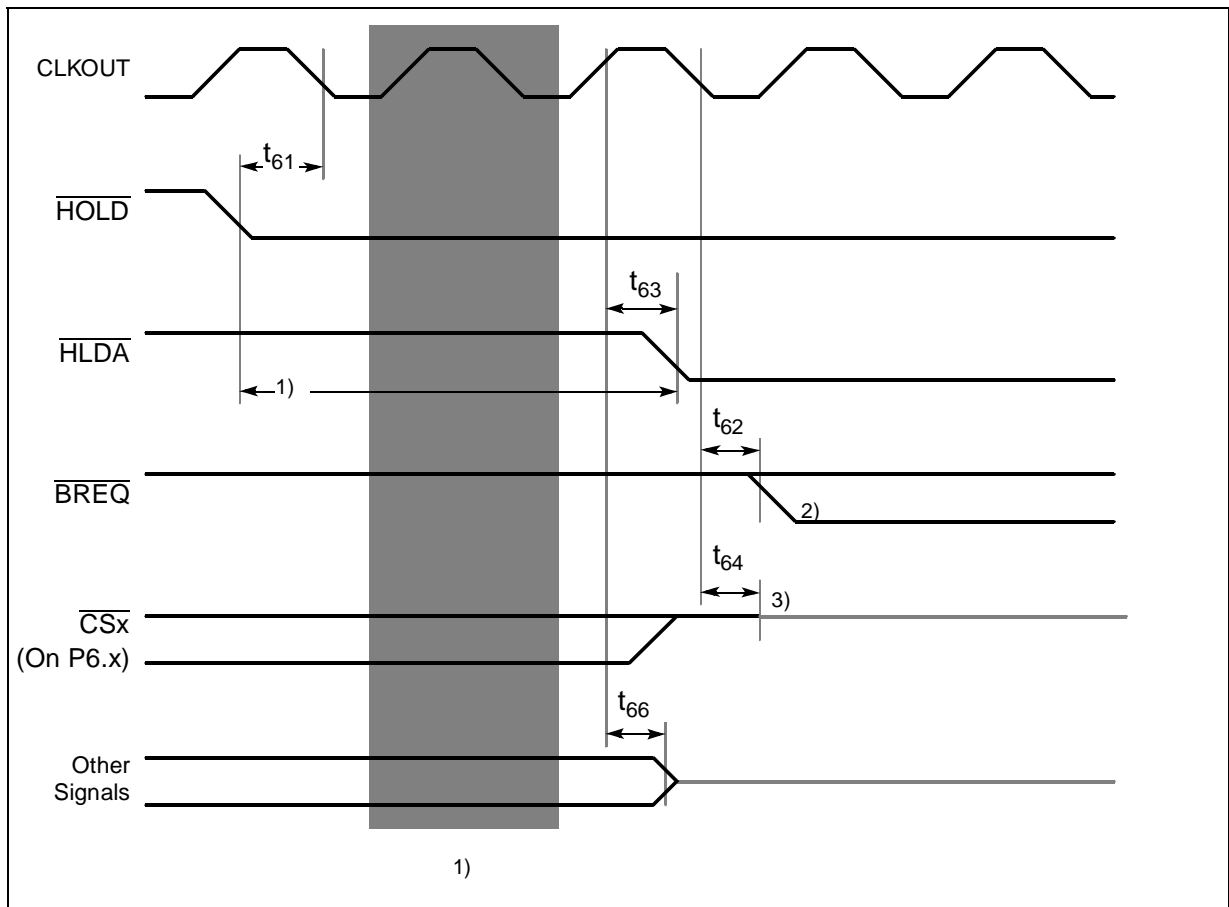 CLKOUT
t61
HOLD
t63
HLDA
1)
t62
BREQ
2)
t64
3)
CSx
(On P6.x)
t66
Other
Signals
1)